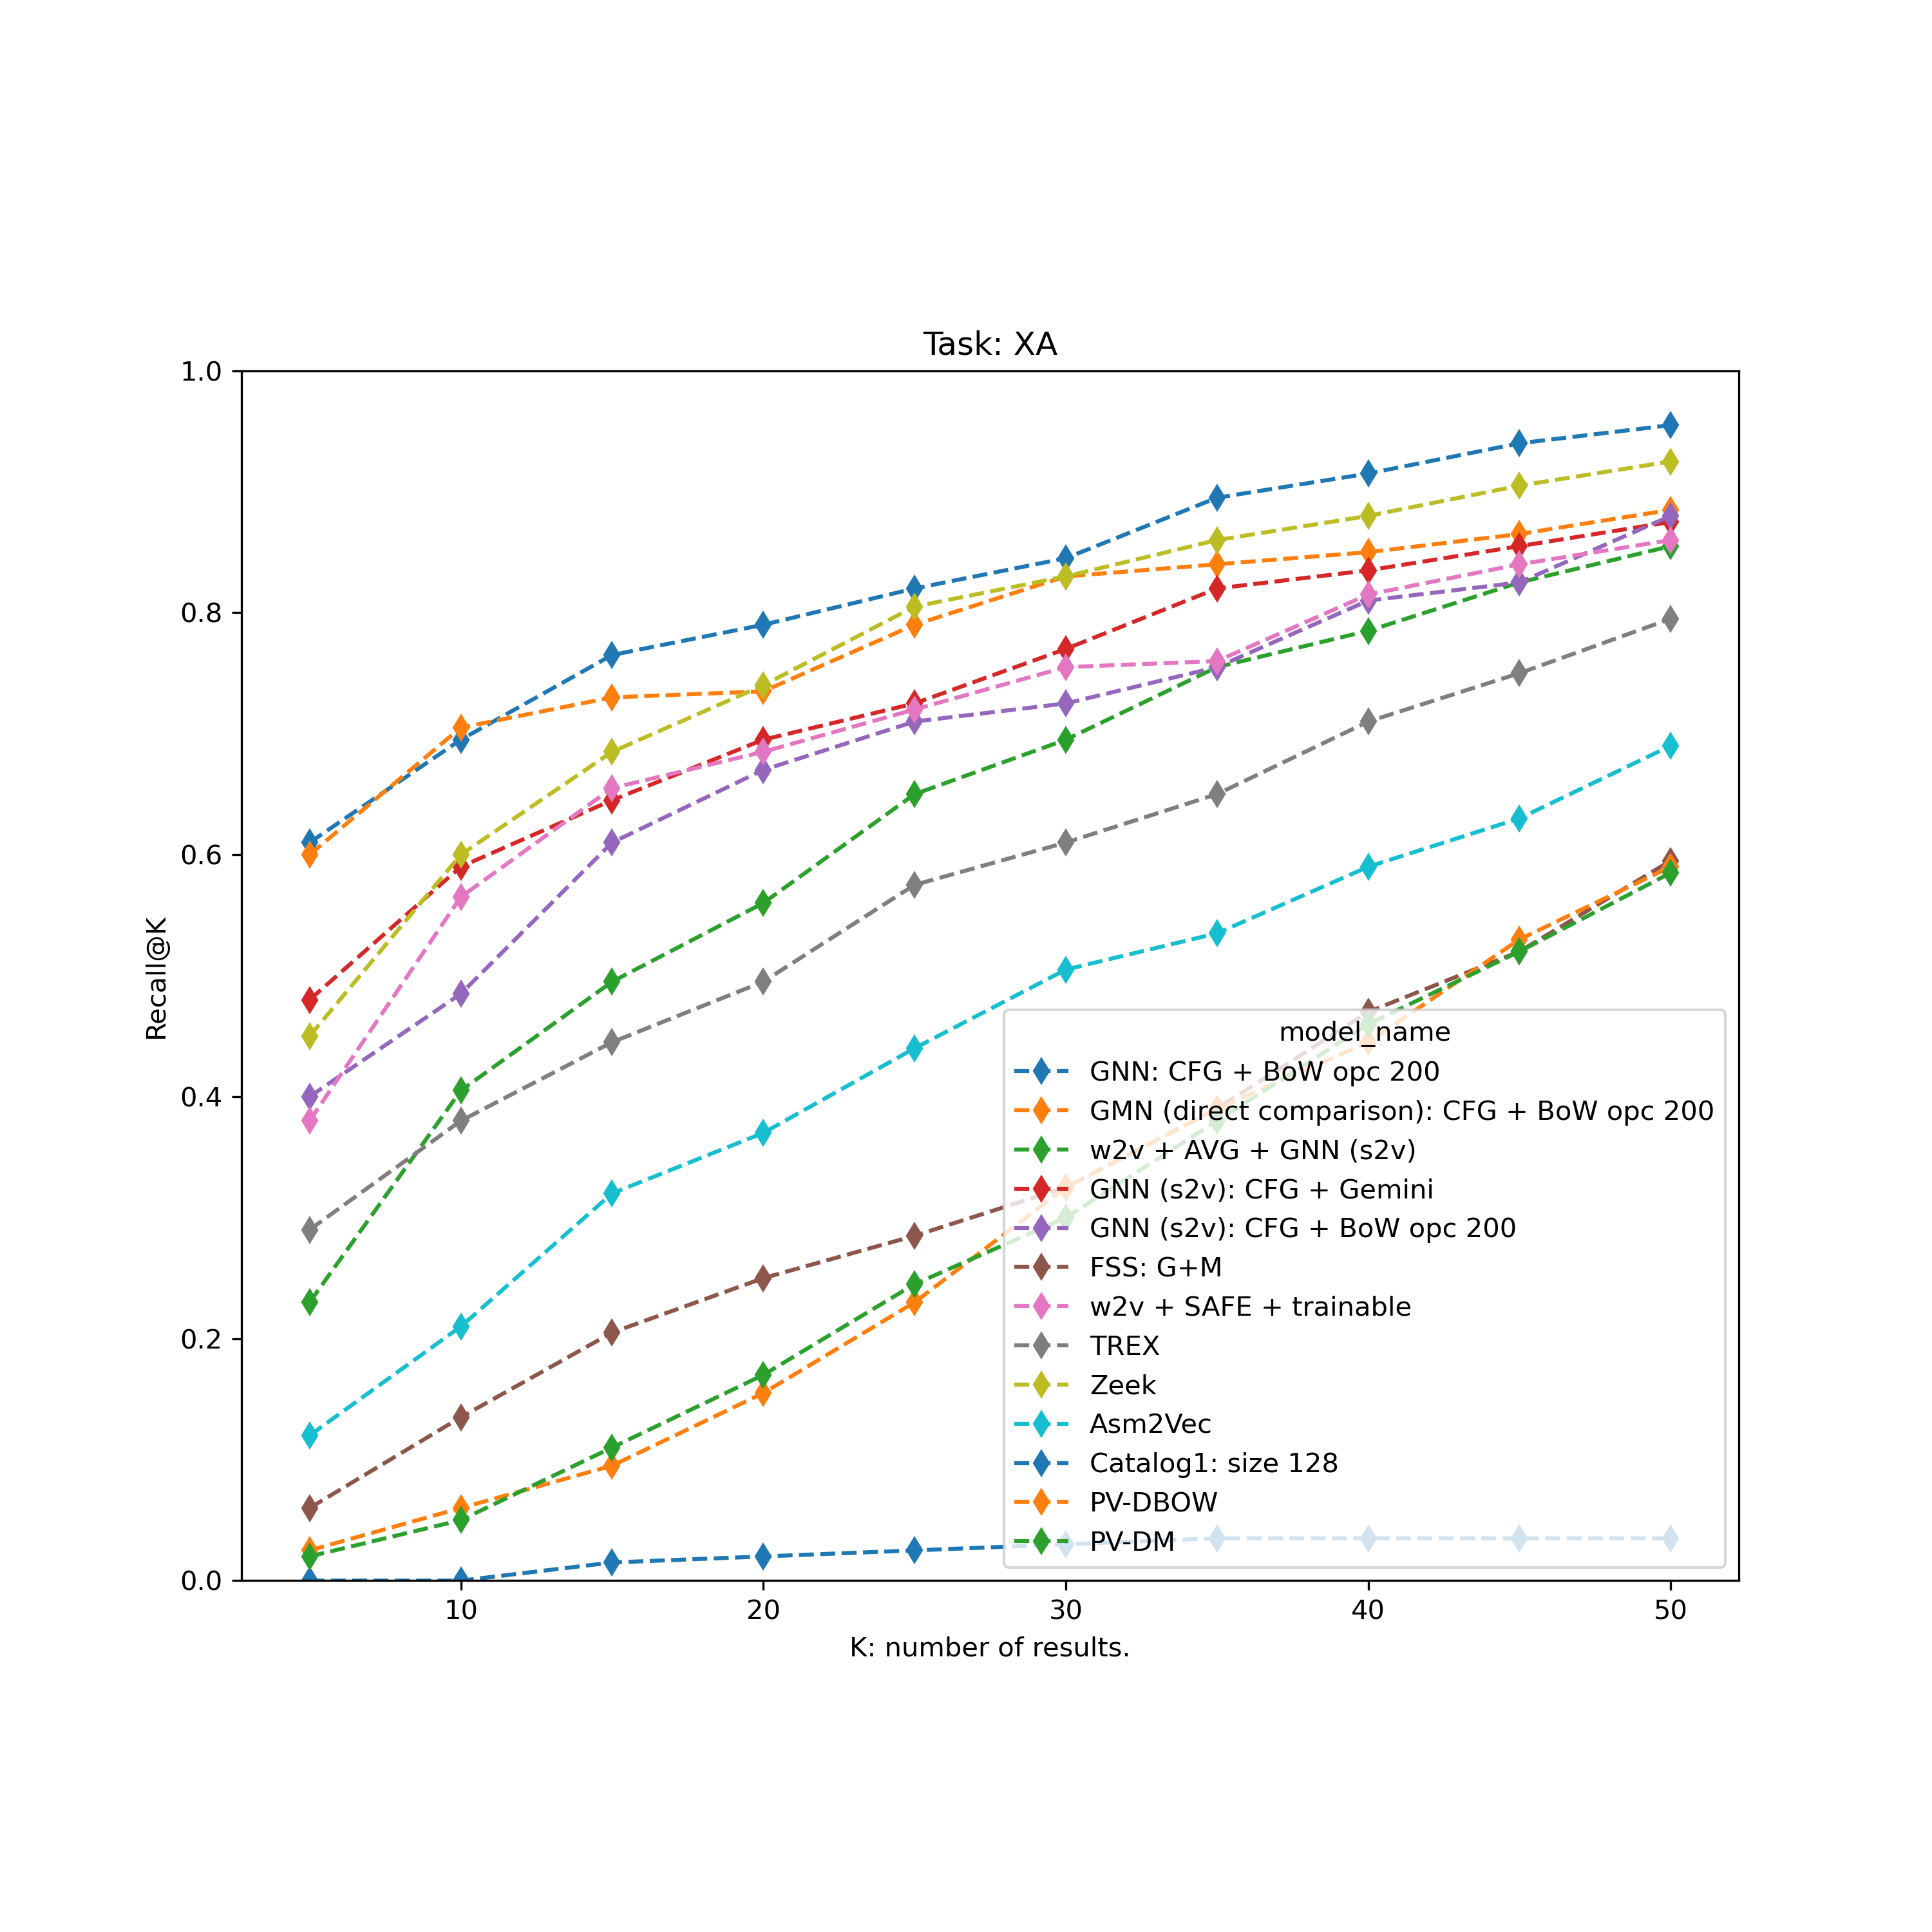 Task: XA
1.0
0.8
0.6
0.4
0.2
0.0
Recall@K
10 20 30 40 50
K: number of results.
model_name
GNN: CFG + BoW opc 200
GMN (direct comparison): CFG + BoW opc 200
w2v + AVG + GNN (s2v)
GNN (s2v): CFG + Gemini
GNN (s2v): CFG + BoW opc 200
FSS: G+M
w2v + SAFE + trainable
TREX
Zeek
Asm2Vec
Catalog1: size 128
PV-DBOW
PV-DM